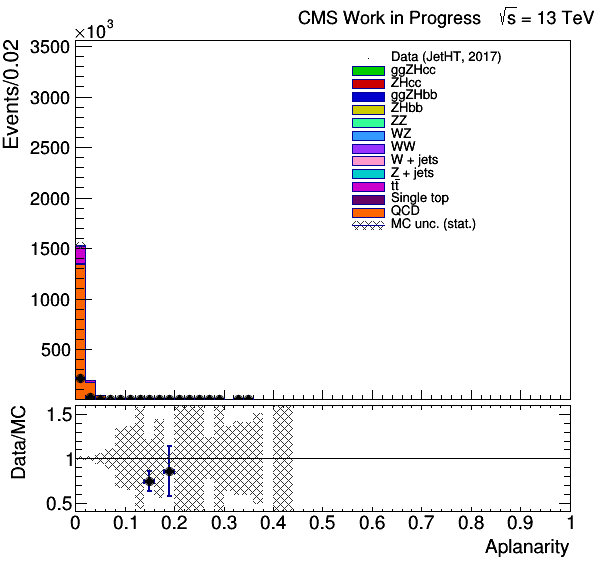 CMS Work in Progress √s = 13 TeV
×10³
3500
3000
2500
2000
1500
1000
500
Events/0.02
Data (JetHT, 2017)
ggZHcc
ZHcc
ggZHbb
ZHbb
ZZ
WZ
WW
W + jets
Z + jets
tt̄
Single top
QCD
MC unc. (stat.)
1.5
1
0.5
Data/MC
0 0.1 0.2 0.3 0.4 0.5 0.6 0.7 0.8 0.9 1
Aplanarity